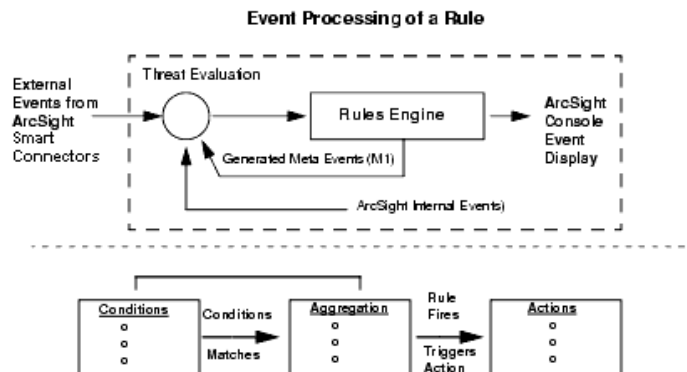 Event Processing of a Rule
Threat Evaluation
External
Events from
ArcSight
Smart
Connectors
Rules Engine
ArcSight
Console
Event
Display
Generated Meta Events (M1)
ArcSight Internal Events)
Conditions
Conditions
Matches
Aggregation
Rule
Fires
Triggers
Action
Actions